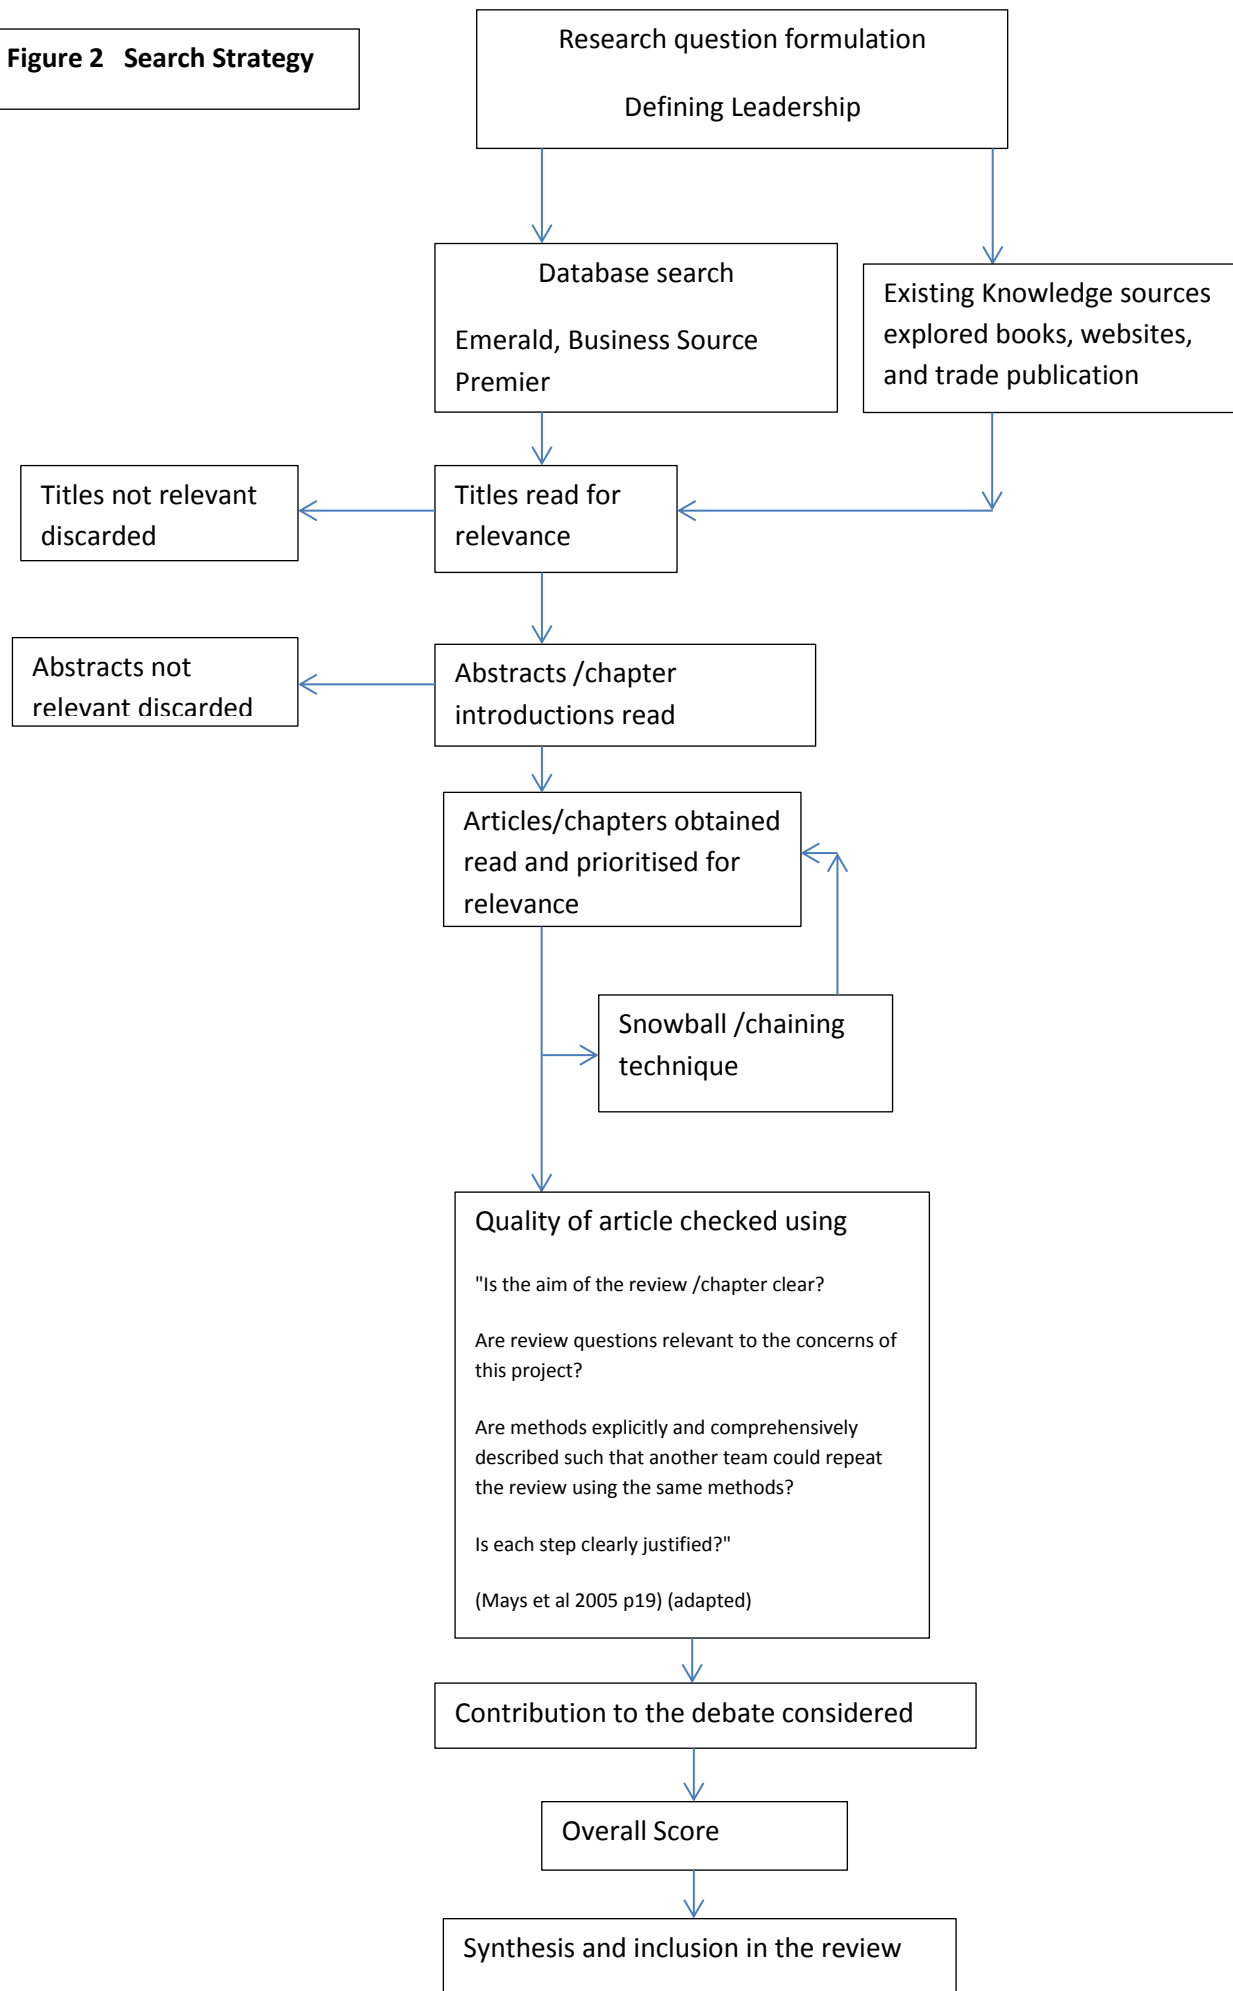 Figure 2 Search Strategy
Research question formulation
Defining Leadership
Database search
Emerald, Business Source
Premier
Existing Knowledge sources
explored books, websites,
and trade publication
Titles not relevant
discarded
Titles read for
relevance
Abstracts not
relevant discarded
Abstracts /chapter
introductions read
Articles/chapters obtained
read and prioritised for
relevance
Snowball /chaining
technique
Quality of article checked using
"Is the aim of the review /chapter clear?
Are review questions relevant to the concerns of
this project?
Are methods explicitly and comprehensively
described such that another team could repeat
the review using the same methods?
Is each step clearly justified?"
(Mays et al 2005 p19) (adapted)
Contribution to the debate considered
Overall Score
Synthesis and inclusion in the review